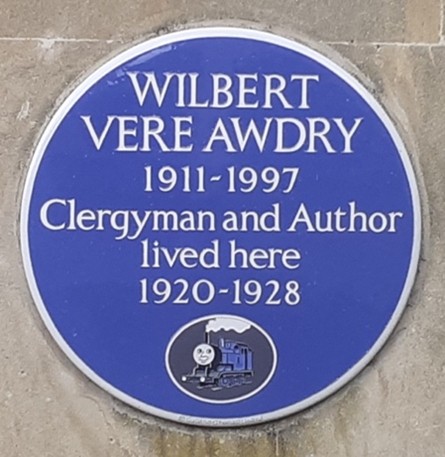 WILBERT
VERE AWDRY
1911-1997
Clergyman and Author
lived here
1920-1928